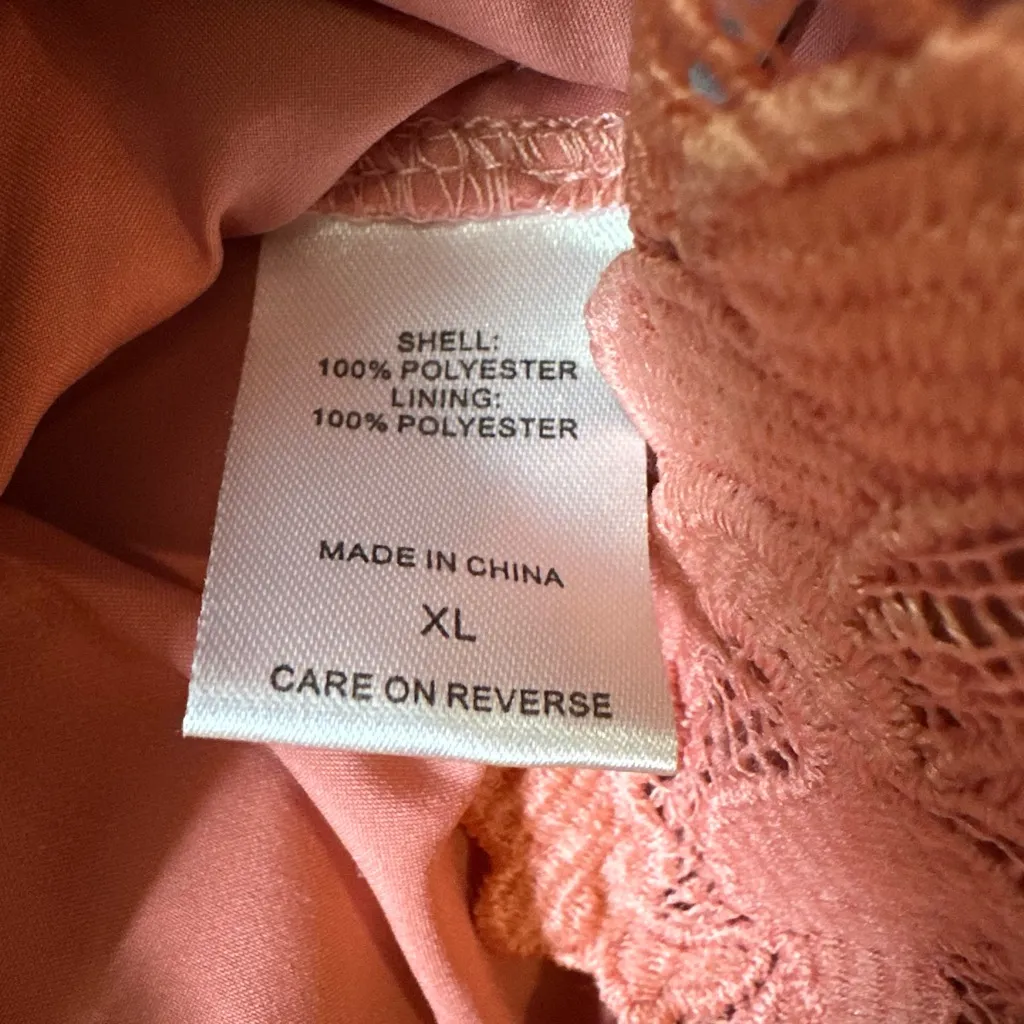 SHELL:
100% POLYESTER
LINING:
100% POLYESTER
MADE IN CHINA
XL
CARE ON REVERSE